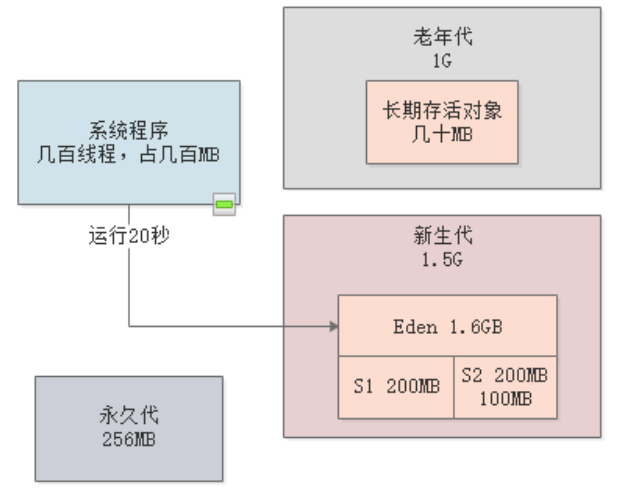 老年代
1G
长期存活对象
几十MB
系统程序
几百线程，占几百MB
运行20秒
新生代
1.5G
Eden 1.6GB
S1 200MB
S2 200MB
100MB
永久代
256MB